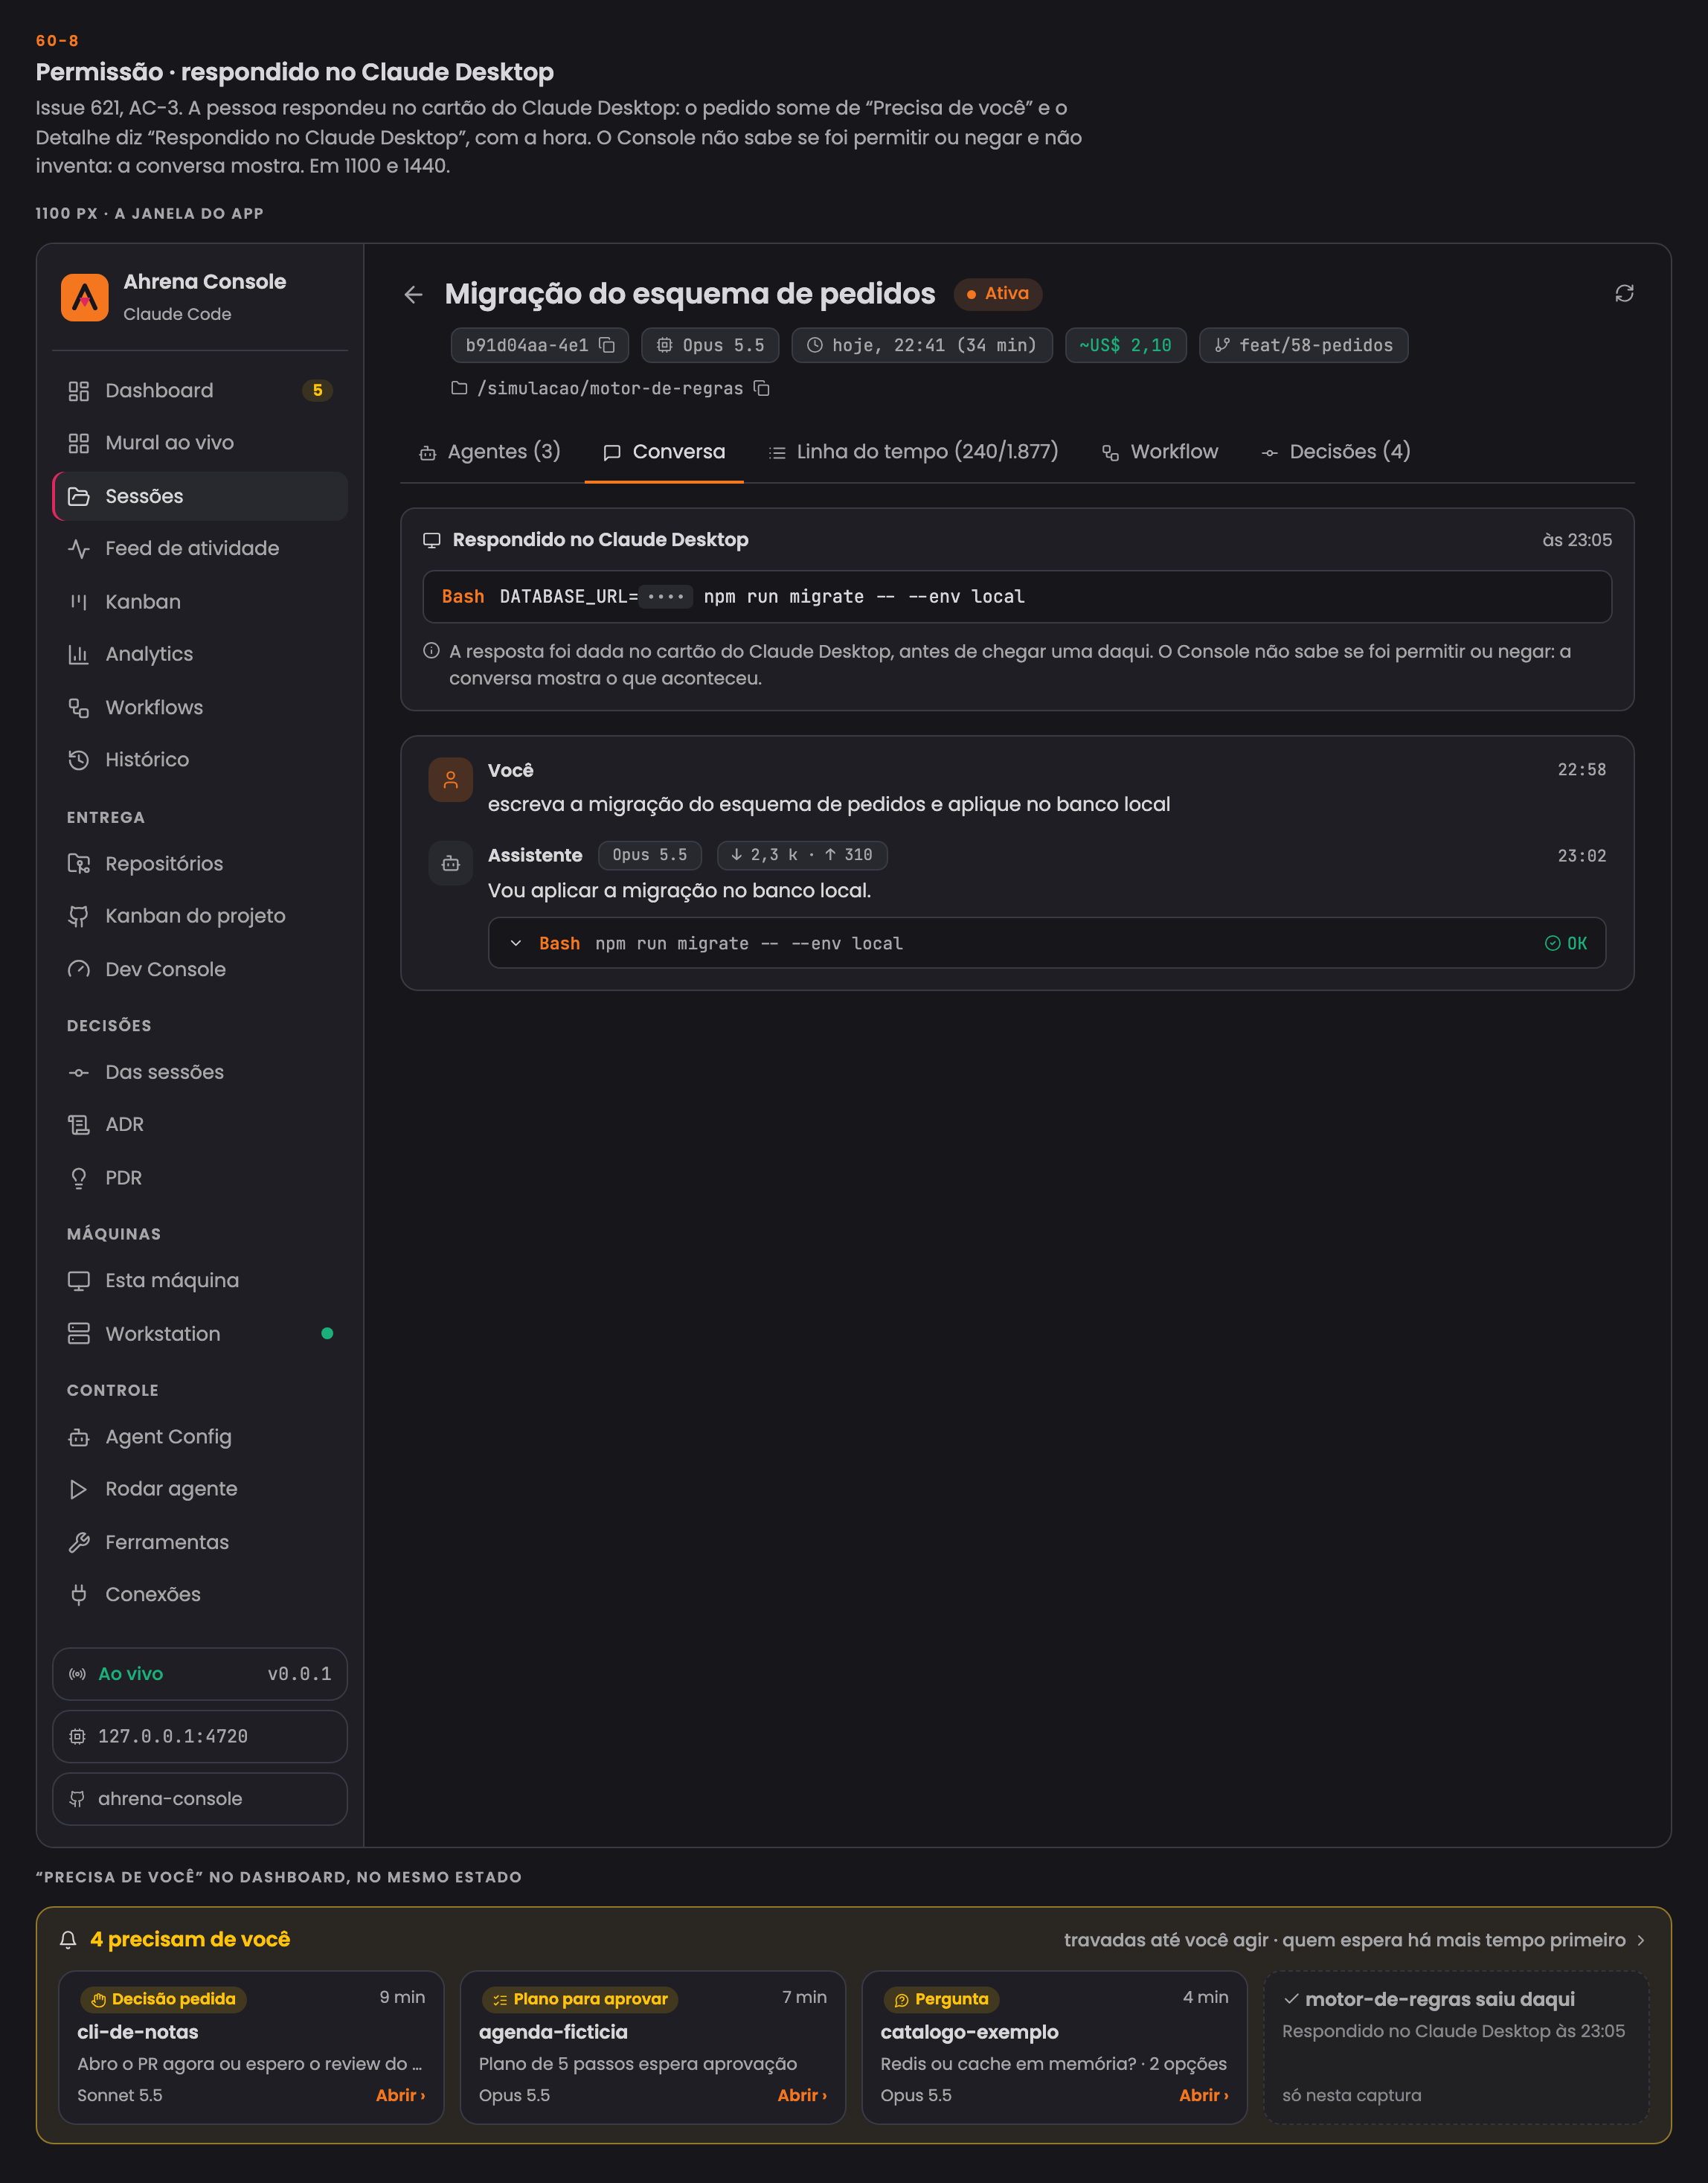 60-8
Permissão · respondido no Claude Desktop
Issue 621, AC-3. A pessoa respondeu no cartão do Claude Desktop: o pedido some de “Precisa de você” e o
Detalhe diz “Respondido no Claude Desktop”, com a hora. O Console não sabe se foi permitir ou negar e não
inventa: a conversa mostra. Em 1100 e 1440.
1100 PX · A JANELA DO APP
Ahrena Console
Claude Code
Dashboard 5
Mural ao vivo
Sessões
Feed de atividade
Kanban
Analytics
Workflows
Histórico
ENTREGA
Repositórios
Kanban do projeto
Dev Console
DECISÕES
Das sessões
ADR
PDR
MÁQUINAS
Esta máquina
Workstation
CONTROLE
Agent Config
Rodar agente
Ferramentas
Conexões
Ao vivo v0.0.1
127.0.0.1:4720
ahrena-console
Migração do esquema de pedidos Ativa
b91d04aa-4e1 Opus 5.5 hoje, 22:41 (34 min) ~US$ 2,10 feat/58-pedidos
/simulacao/motor-de-regras
Agentes (3) Conversa Linha do tempo (240/1.877) Workflow Decisões (4)
Respondido no Claude Desktop às 23:05
Bash DATABASE_URL=•••• npm run migrate -- --env local
A resposta foi dada no cartão do Claude Desktop, antes de chegar uma daqui. O Console não sabe se foi permitir ou negar: a
conversa mostra o que aconteceu.
Você 22:58
escreva a migração do esquema de pedidos e aplique no banco local
Assistente Opus 5.5 ↓ 2,3 k · ↑ 310 23:02
Vou aplicar a migração no banco local.
Bash npm run migrate -- --env local OK
“PRECISA DE VOCÊ” NO DASHBOARD, NO MESMO ESTADO
4 precisam de você travadas até você agir · quem espera há mais tempo primeiro ›
Decisão pedida 9 min
cli-de-notas
Abro o PR agora ou espero o review do …
Sonnet 5.5 Abrir ›
Plano para aprovar 7 min
agenda-ficticia
Plano de 5 passos espera aprovação
Opus 5.5 Abrir ›
Pergunta 4 min
catalogo-exemplo
Redis ou cache em memória? · 2 opções
Opus 5.5 Abrir ›
motor-de-regras saiu daqui
Respondido no Claude Desktop às 23:05
só nesta captura